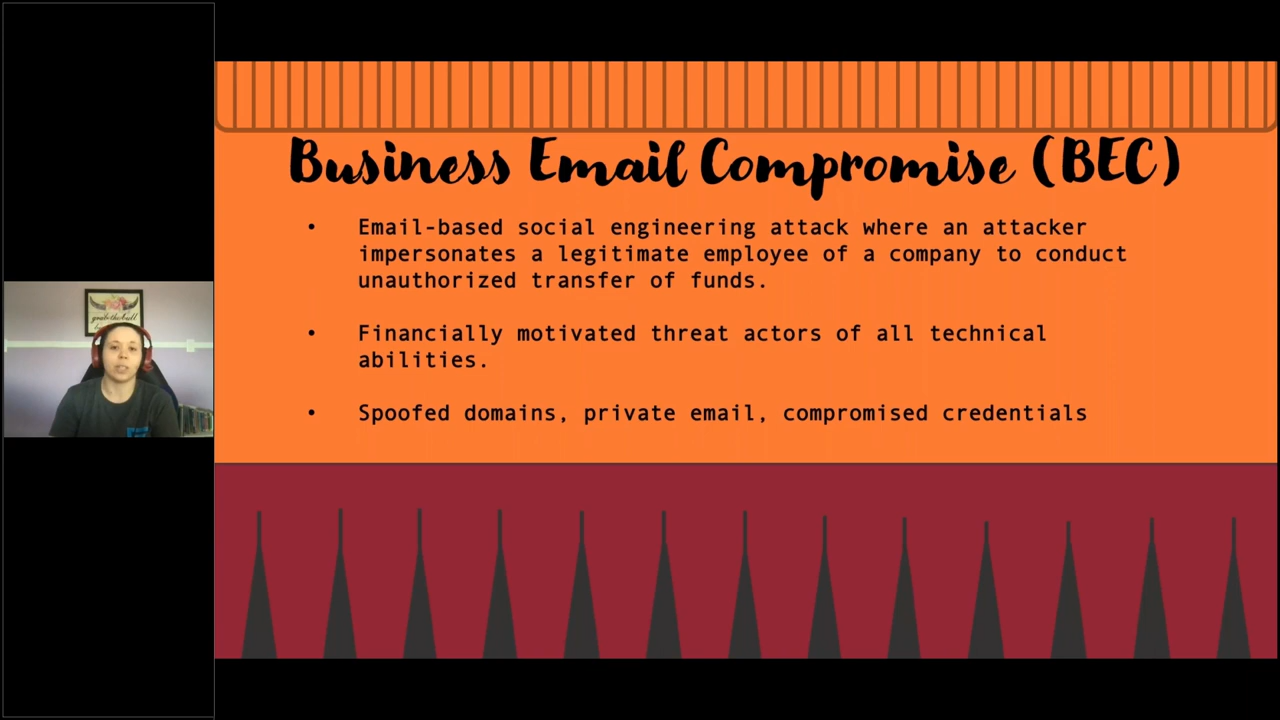 Business Email Compromise (BEC)
• Email-based social engineering attack where an attacker
impersonates a legitimate employee of a company to conduct
unauthorized transfer of funds.
• Financially motivated threat actors of all technical
abilities.
• Spoofed domains, private email, compromised credentials